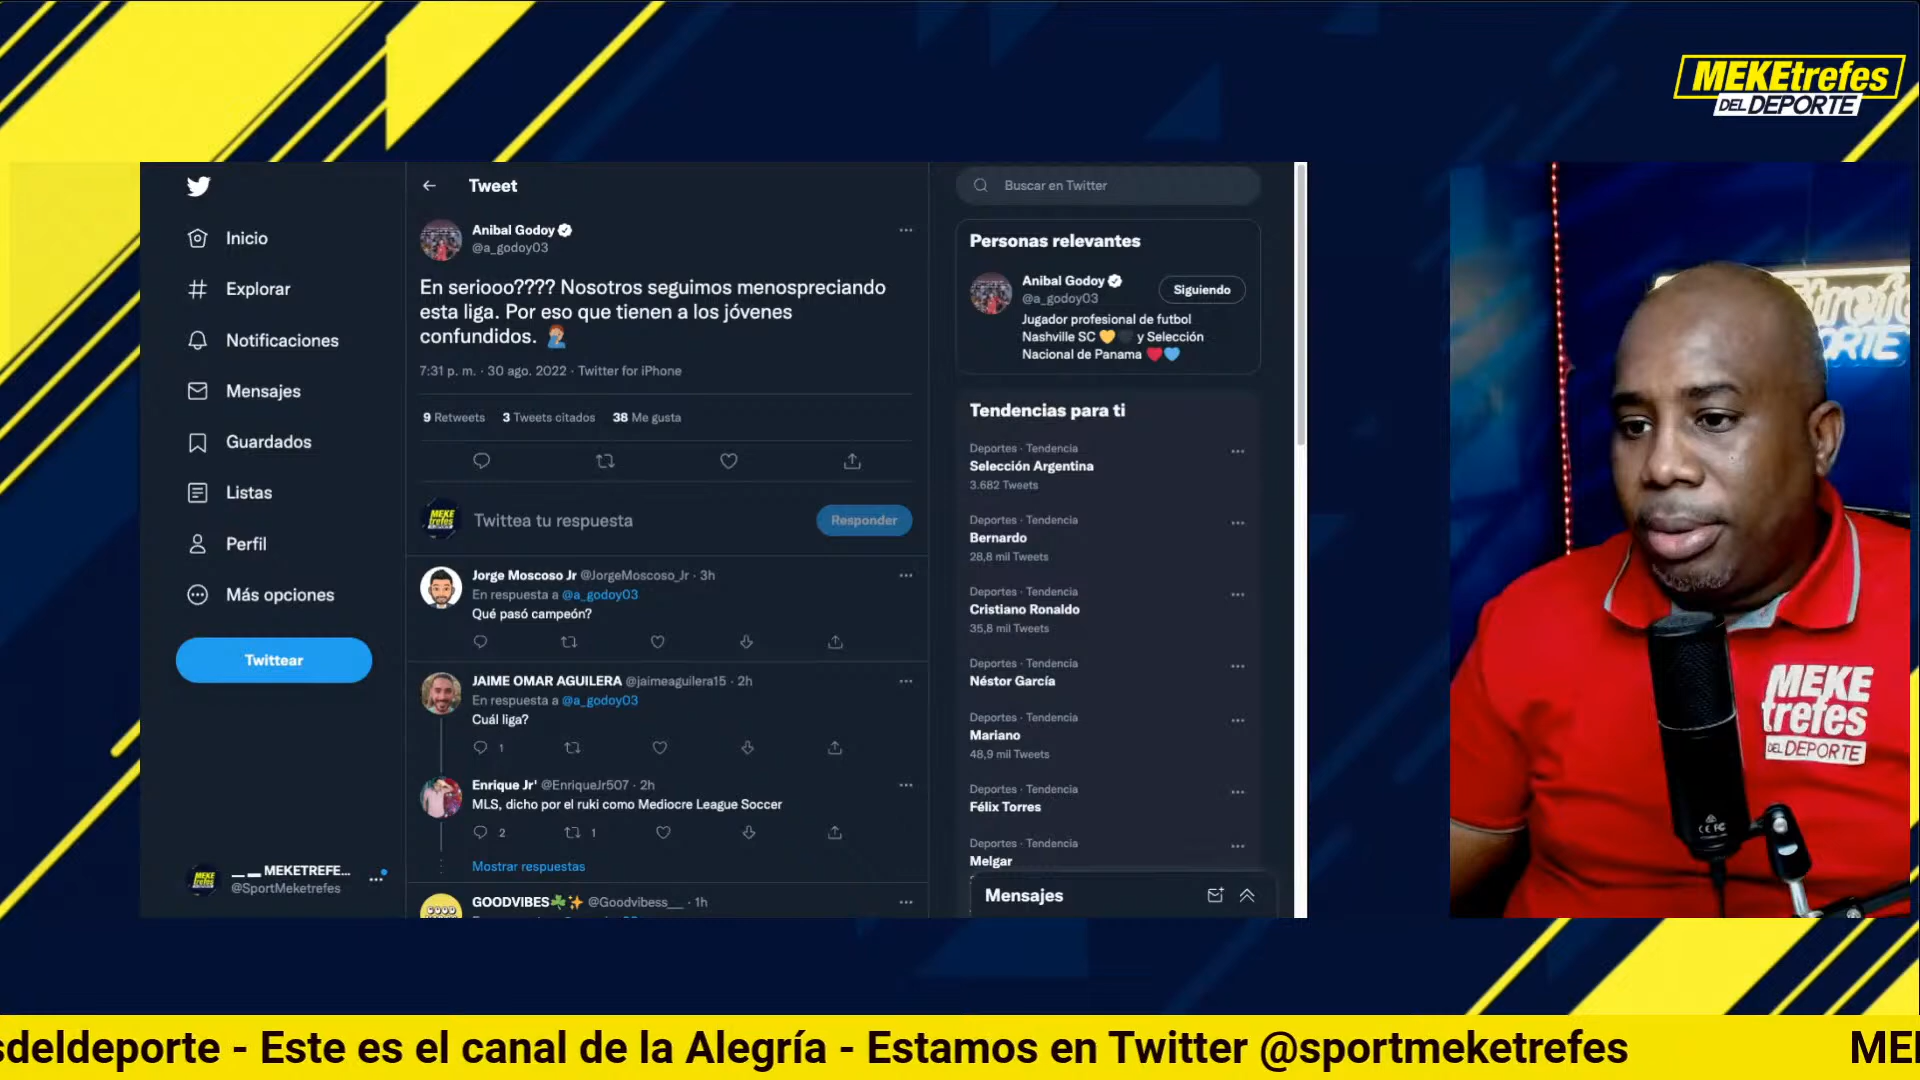 MEKEtrefes
DEL DEPORTE
Inicio
Explorar
Notificaciones
Mensajes
Guardados
Listas
Perfil
Más opciones
Twittear
MEKETREFE...
@SportMeketrefes
Tweet
Anibal Godoy
@a_godoy03
En seriooo???? Nosotros seguimos menospreciando
esta liga. Por eso que tienen a los jóvenes
confundidos. 🤦🏽‍♂️
7:31 p. m. · 30 ago. 2022 · Twitter for iPhone
9 Retweets 3 Tweets citados 38 Me gusta
MEKE
trefes
Twittea tu respuesta
Responder
Jorge Moscoso Jr @JorgeMoscoso_Jr · 3h
En respuesta a @a_godoy03
Qué pasó campeón?
JAIME OMAR AGUILERA @jaimeaguilera15 · 2h
En respuesta a @a_godoy03
Cuál liga?
1
Enrique Jr' @EnriqueJr507 · 2h
MLS, dicho por el ruki como Mediocre League Soccer
2 1
Mostrar respuestas
GOODVIBES☘️✨ @Goodvibess__ · 1h
Buscar en Twitter
Personas relevantes
Anibal Godoy
@a_godoy03
Siguiendo
Jugador profesional de futbol
Nashville SC 💛🖤 y Selección
Nacional de Panama ❤️💙
Tendencias para ti
Deportes · Tendencia
Selección Argentina
3.682 Tweets
Deportes · Tendencia
Bernardo
28,8 mil Tweets
Deportes · Tendencia
Cristiano Ronaldo
35,8 mil Tweets
Deportes · Tendencia
Néstor García
Deportes · Tendencia
Mariano
48,9 mil Tweets
Deportes · Tendencia
Félix Torres
Deportes · Tendencia
Melgar
Mensajes
MEKE
trefes
DEL DEPORTE
sdeldeporte - Este es el canal de la Alegría - Estamos en Twitter @sportmeketrefes